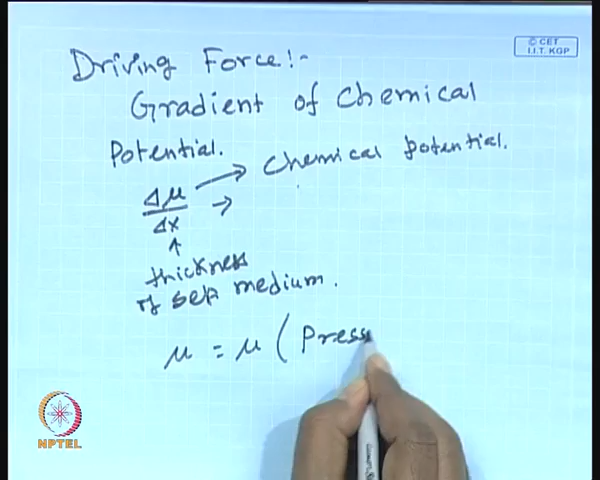 © CET
I.I.T. KGP
Driving Force:-
Gradient of Chemical
Potential.
Δμ → Chemical potential.
Δx →
↑
thickness
of sep medium.
μ = μ ( Press
NPTEL